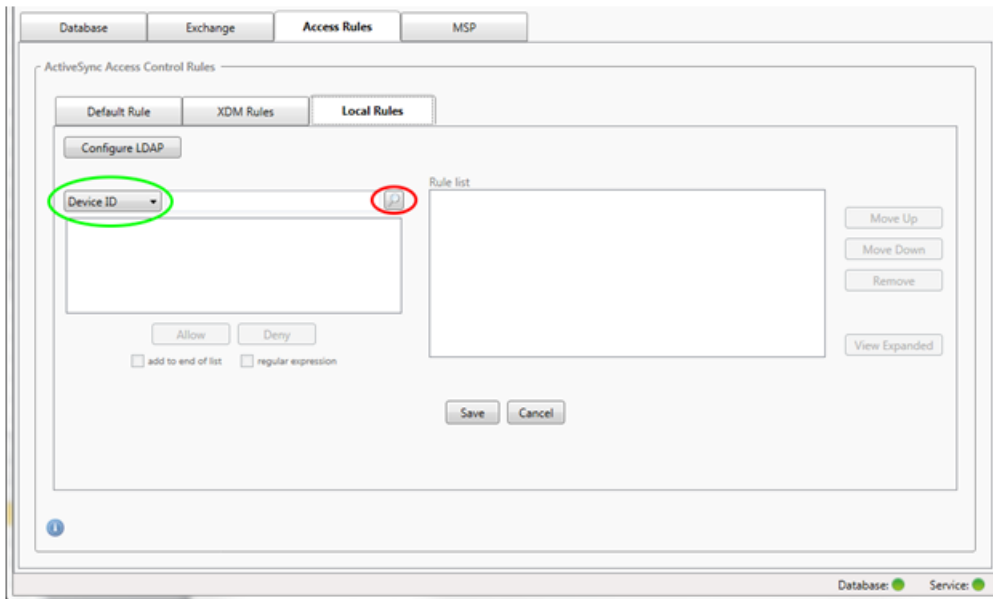 Database Exchange Access Rules MSP
ActiveSync Access Control Rules
Default Rule XDM Rules Local Rules
Configure LDAP
Rule list
Device ID
Move Up
Move Down
Remove
Allow Deny
View Expanded
add to end of list regular expression
Save Cancel
Database: Service: